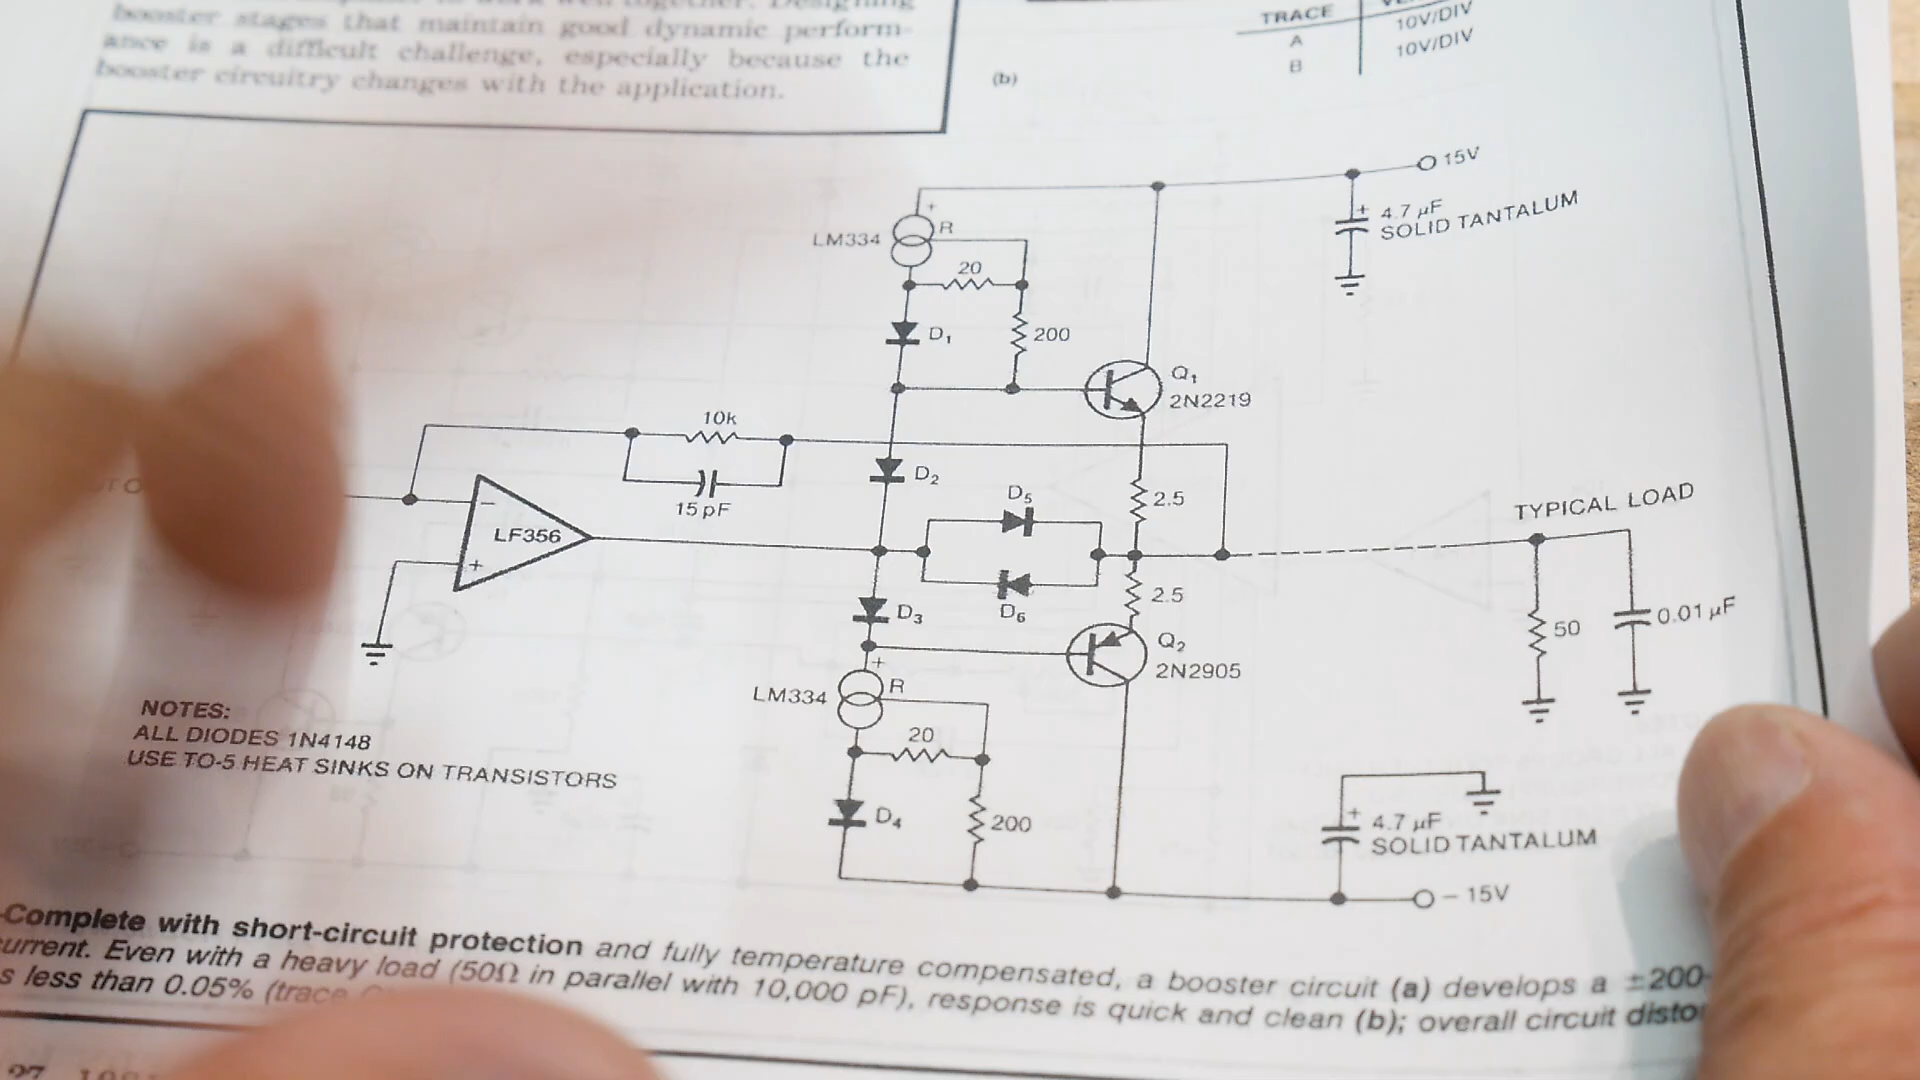 booster stages that maintain good dynamic perform-
ance is a difficult challenge, especially because the
booster circuitry changes with the application.
TRACE
A
10V/DIV
B
10V/DIV
(b)
15V
4.7 µF
SOLID TANTALUM
LM334
R
20
D1
200
Q1
2N2219
10k
15 pF
D2
D5
2.5
LF356
TYPICAL LOAD
D3
D6
2.5
50
0.01 µF
Q2
2N2905
LM334
R
20
D4
200
NOTES:
ALL DIODES 1N4148
USE TO-5 HEAT SINKS ON TRANSISTORS
4.7 µF
SOLID TANTALUM
– 15V
Complete with short-circuit protection and fully temperature compensated, a booster circuit (a) develops a ±200-
current. Even with a heavy load (50Ω in parallel with 10,000 pF), response is quick and clean (b); overall circuit disto
s less than 0.05% (trace